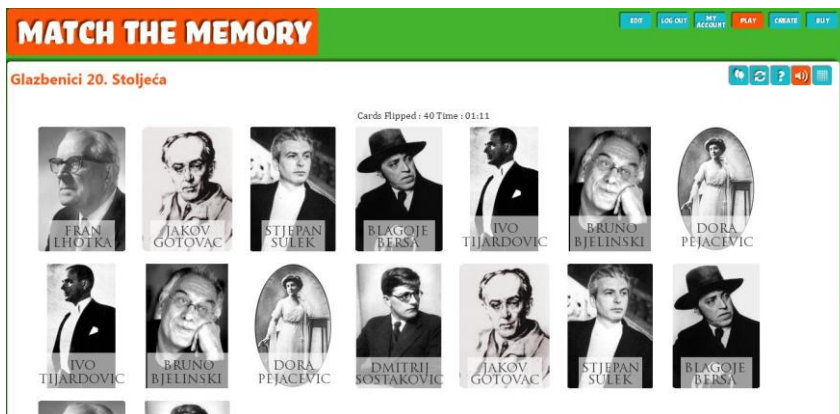 MATCH THE MEMORY
EDIT
LOG OUT
MY
ACCOUNT
PLAY
CREATE
BUY
Glazbenici 20. Stoljeća
?
Cards Flipped : 40 Time : 01:11
FRAN
LHOTKA
JAKOV
GOTOVAC
STJEPAN
SULEK
BLAGOJE
BERSA
IVO
TIJARDOVIC
BRUNO
BJELINSKI
DORA
PEJACEVIC
IVO
TIJARDOVIC
BRUNO
BJELINSKI
DORA
PEJACEVIC
DMITRIJ
SOSTAKOVIC
JAKOV
GOTOVAC
STJEPAN
SULEK
BLAGOJE
BERSA